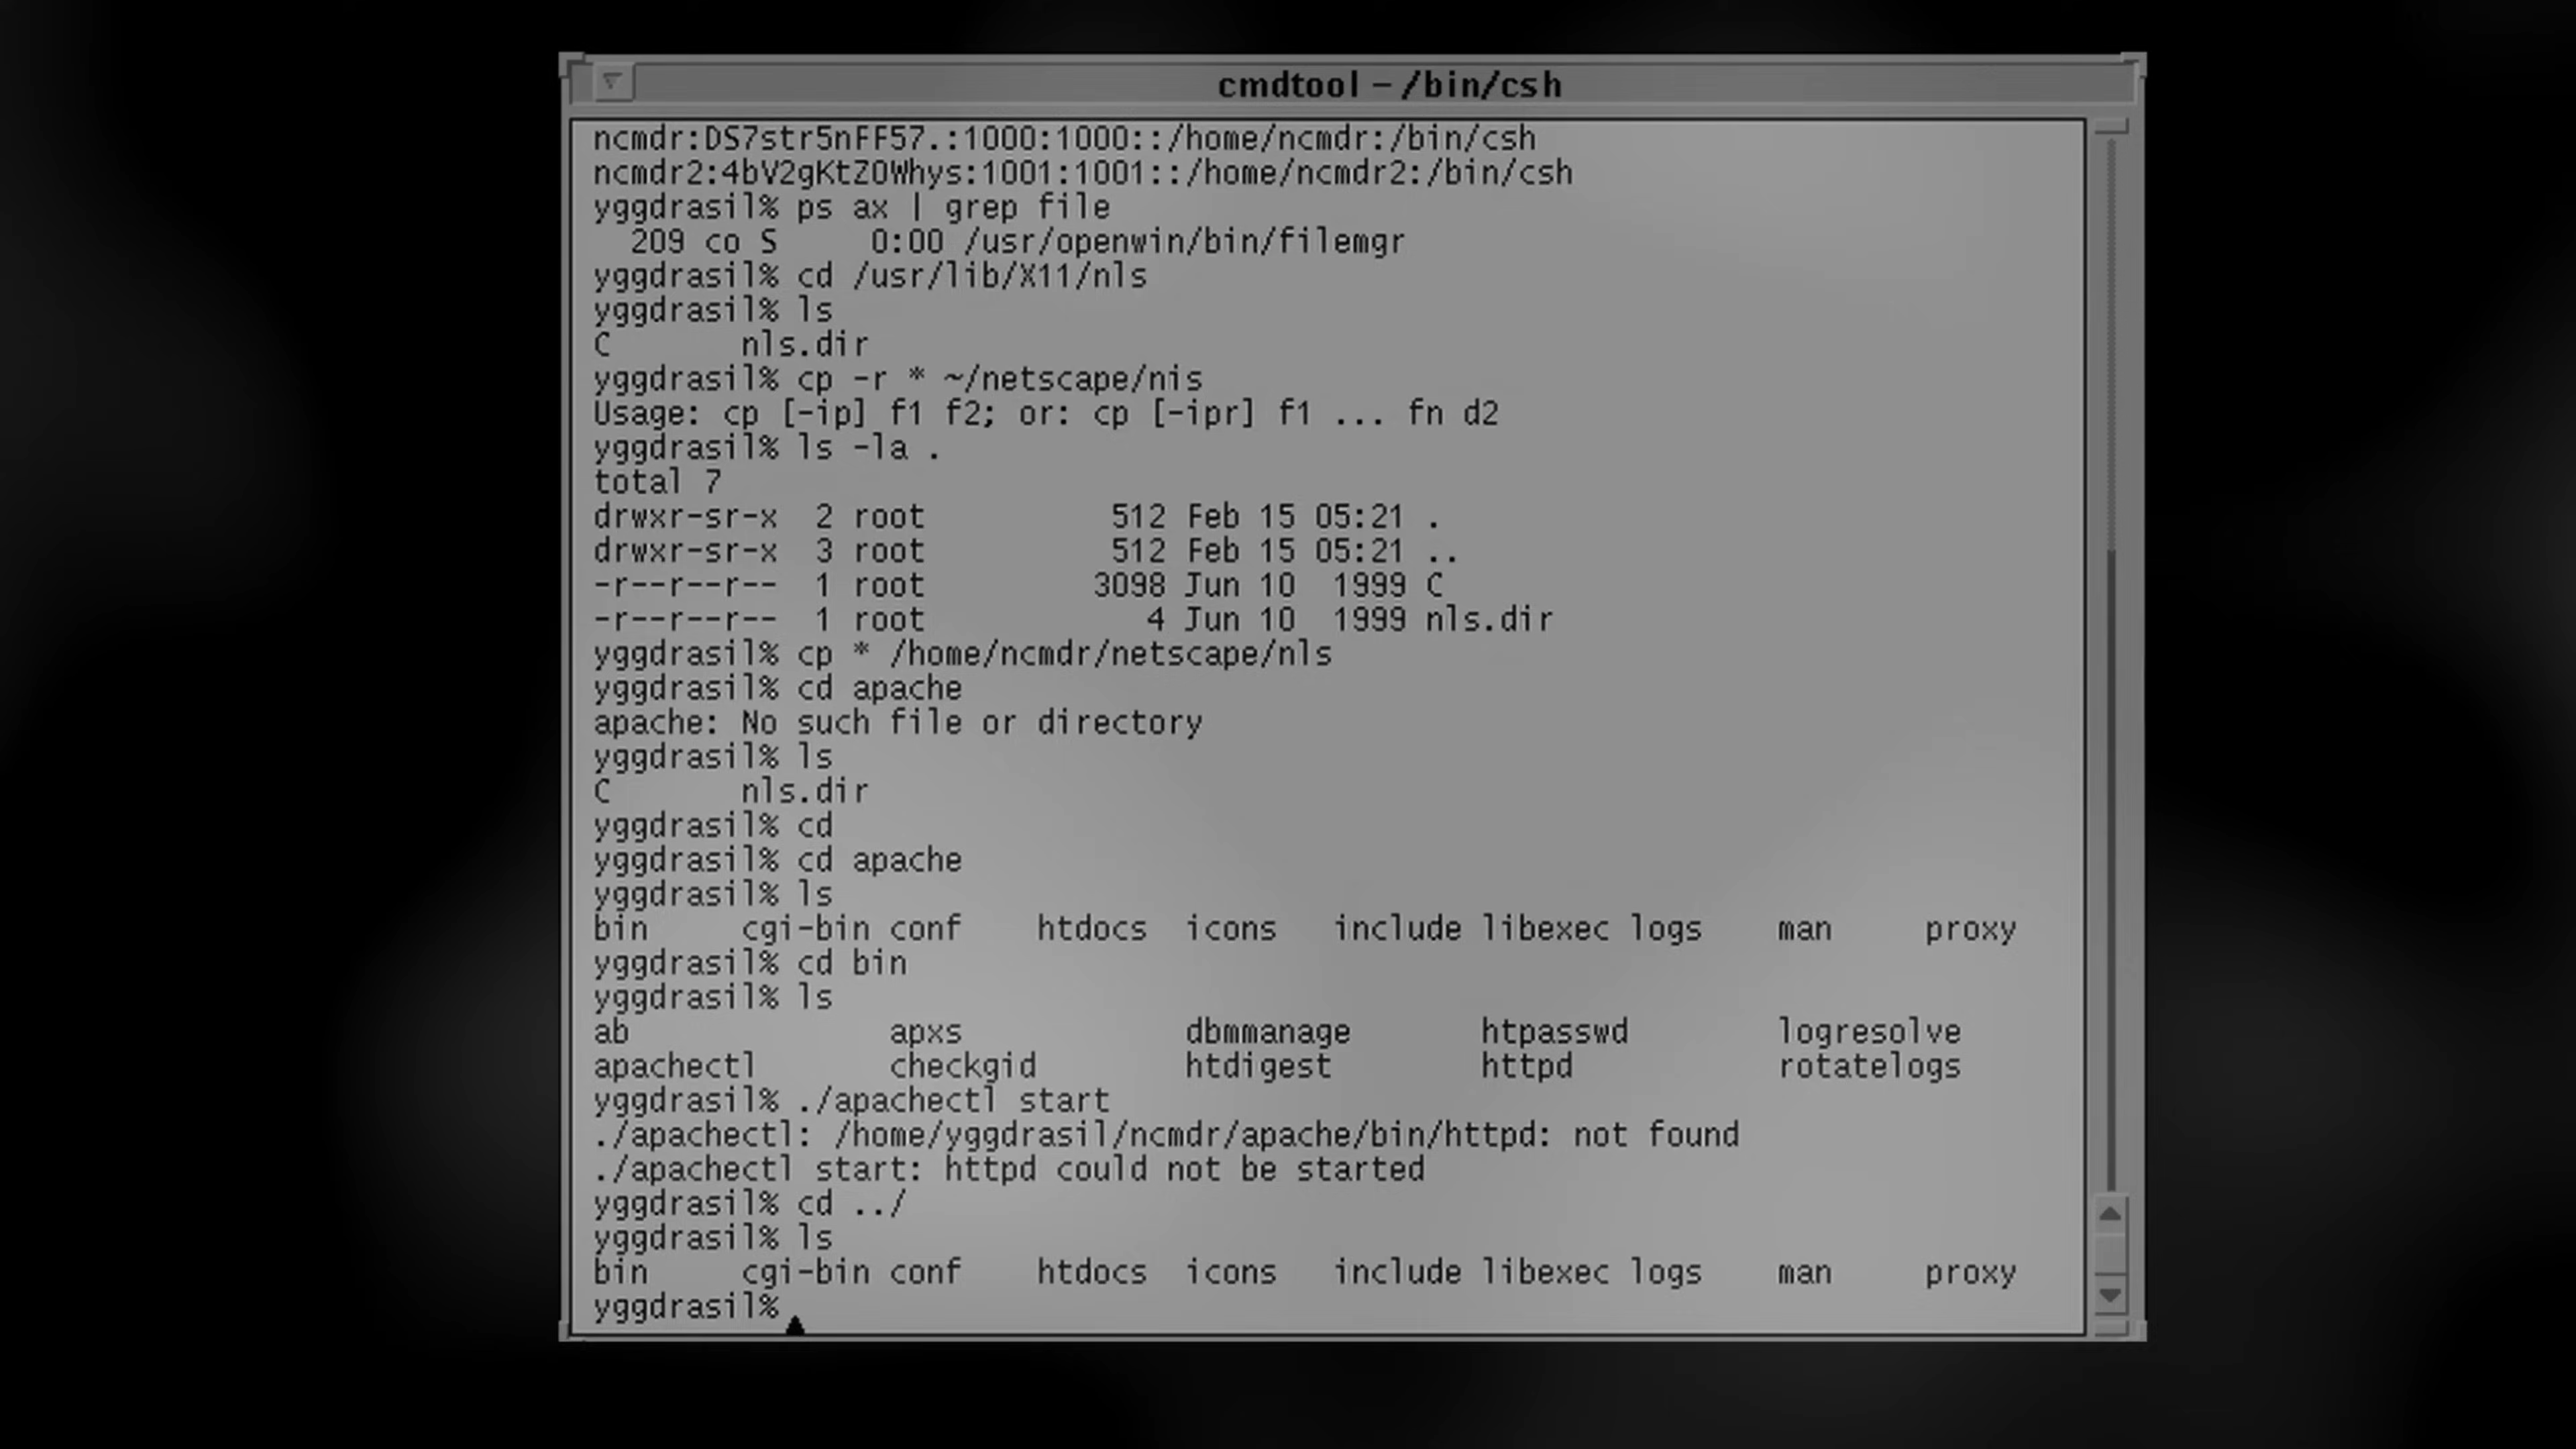 cmdtool – /bin/csh
ncmdr:DS7str5nFF57.:1000:1000::/home/ncmdr:/bin/csh
ncmdr2:4bV2gKtZOWhys:1001:1001::/home/ncmdr2:/bin/csh
yggdrasil% ps ax | grep file
  209 co S     0:00 /usr/openwin/bin/filemgr
yggdrasil% cd /usr/lib/X11/nls
yggdrasil% ls
C       nls.dir
yggdrasil% cp -r * ~/netscape/nis
Usage: cp [-ip] f1 f2; or: cp [-ipr] f1 ... fn d2
yggdrasil% ls -la .
total 7
drwxr-sr-x  2 root          512 Feb 15 05:21 .
drwxr-sr-x  3 root          512 Feb 15 05:21 ..
-r--r--r--  1 root         3098 Jun 10  1999 C
-r--r--r--  1 root            4 Jun 10  1999 nls.dir
yggdrasil% cp * /home/ncmdr/netscape/nls
yggdrasil% cd apache
apache: No such file or directory
yggdrasil% ls
C       nls.dir
yggdrasil% cd
yggdrasil% cd apache
yggdrasil% ls
bin     cgi-bin conf    htdocs  icons   include libexec logs    man     proxy
yggdrasil% cd bin
yggdrasil% ls
ab              apxs            dbmmanage       htpasswd        logresolve
apachectl       checkgid        htdigest        httpd           rotatelogs
yggdrasil% ./apachectl start
./apachectl: /home/yggdrasil/ncmdr/apache/bin/httpd: not found
./apachectl start: httpd could not be started
yggdrasil% cd ../
yggdrasil% ls
bin     cgi-bin conf    htdocs  icons   include libexec logs    man     proxy
yggdrasil%